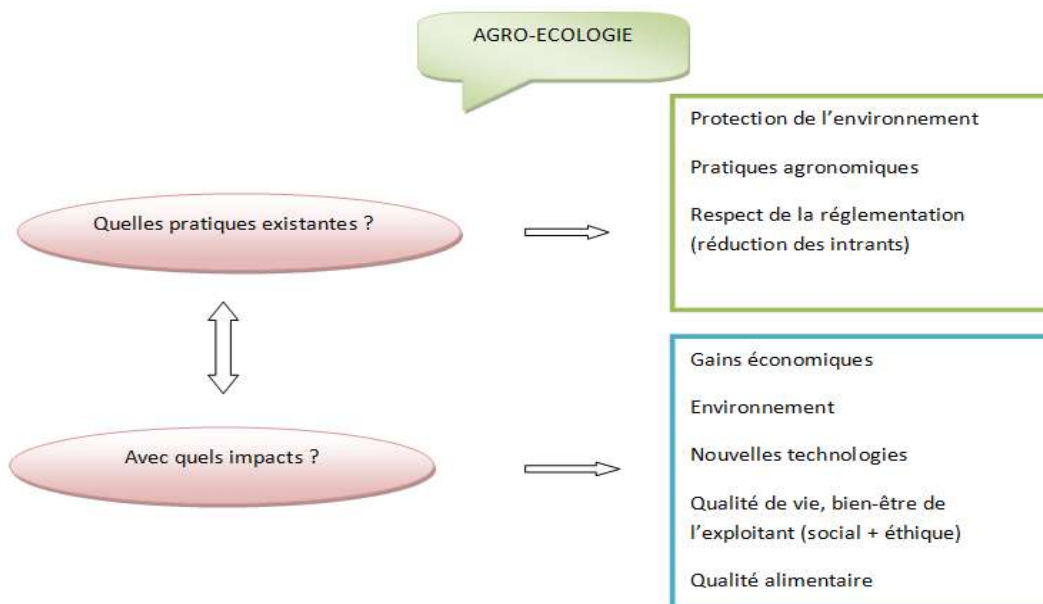 AGRO-ECOLOGIE
Quelles pratiques existantes ?
Protection de l’environnement
Pratiques agronomiques
Respect de la réglementation
(réduction des intrants)
Avec quels impacts ?
Gains économiques
Environnement
Nouvelles technologies
Qualité de vie, bien-être de
l’exploitant (social + éthique)
Qualité alimentaire